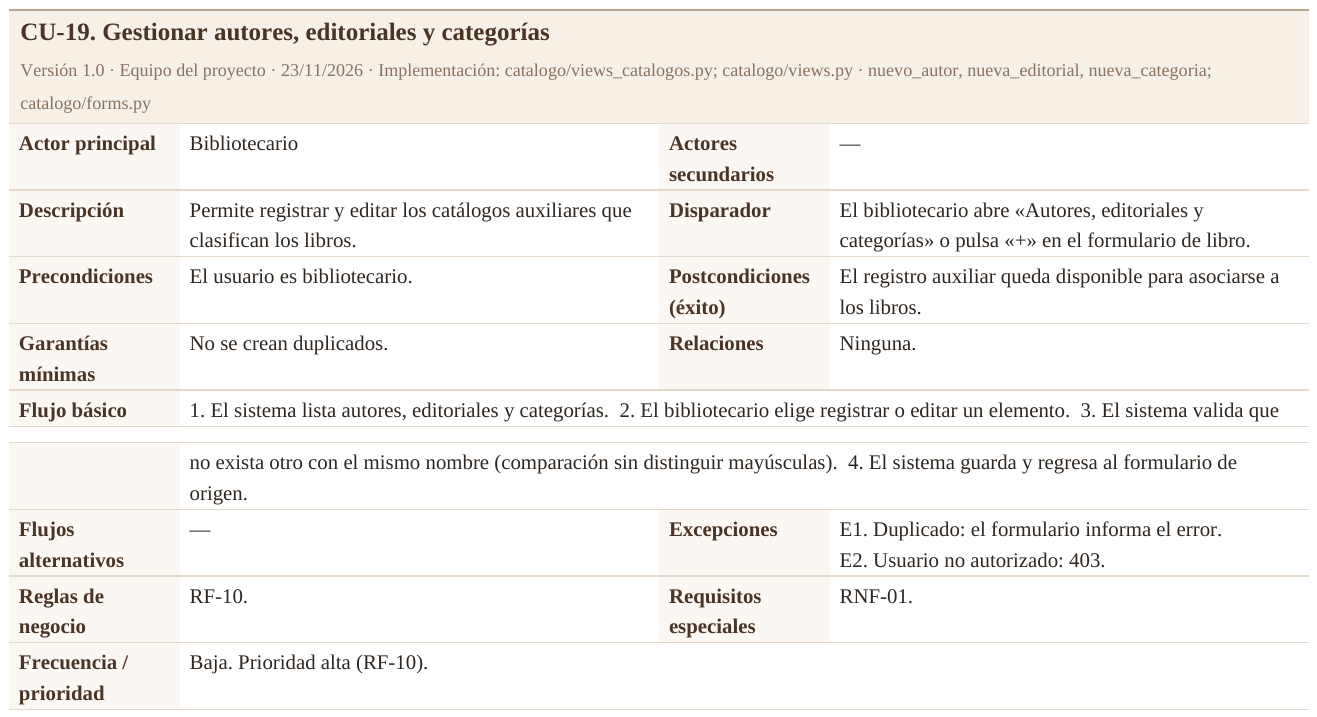 CU-19. Gestionar autores, editoriales y categorías
Versión 1.0 · Equipo del proyecto · 23/11/2026 · Implementación: catalogo/views_catalogos.py; catalogo/views.py · nuevo_autor, nueva_editorial, nueva_categoria;
catalogo/forms.py
Actor principal Bibliotecario Actores —
secundarios
Descripción Permite registrar y editar los catálogos auxiliares que Disparador El bibliotecario abre «Autores, editoriales y
clasifican los libros. categorías» o pulsa «+» en el formulario de libro.
Precondiciones El usuario es bibliotecario. Postcondiciones El registro auxiliar queda disponible para asociarse a
(éxito) los libros.
Garantías No se crean duplicados. Relaciones Ninguna.
mínimas
Flujo básico 1. El sistema lista autores, editoriales y categorías. 2. El bibliotecario elige registrar o editar un elemento. 3. El sistema valida que
no exista otro con el mismo nombre (comparación sin distinguir mayúsculas). 4. El sistema guarda y regresa al formulario de
origen.
Flujos — Excepciones E1. Duplicado: el formulario informa el error.
alternativos E2. Usuario no autorizado: 403.
Reglas de RF-10. Requisitos RNF-01.
negocio especiales
Frecuencia / Baja. Prioridad alta (RF-10).
prioridad